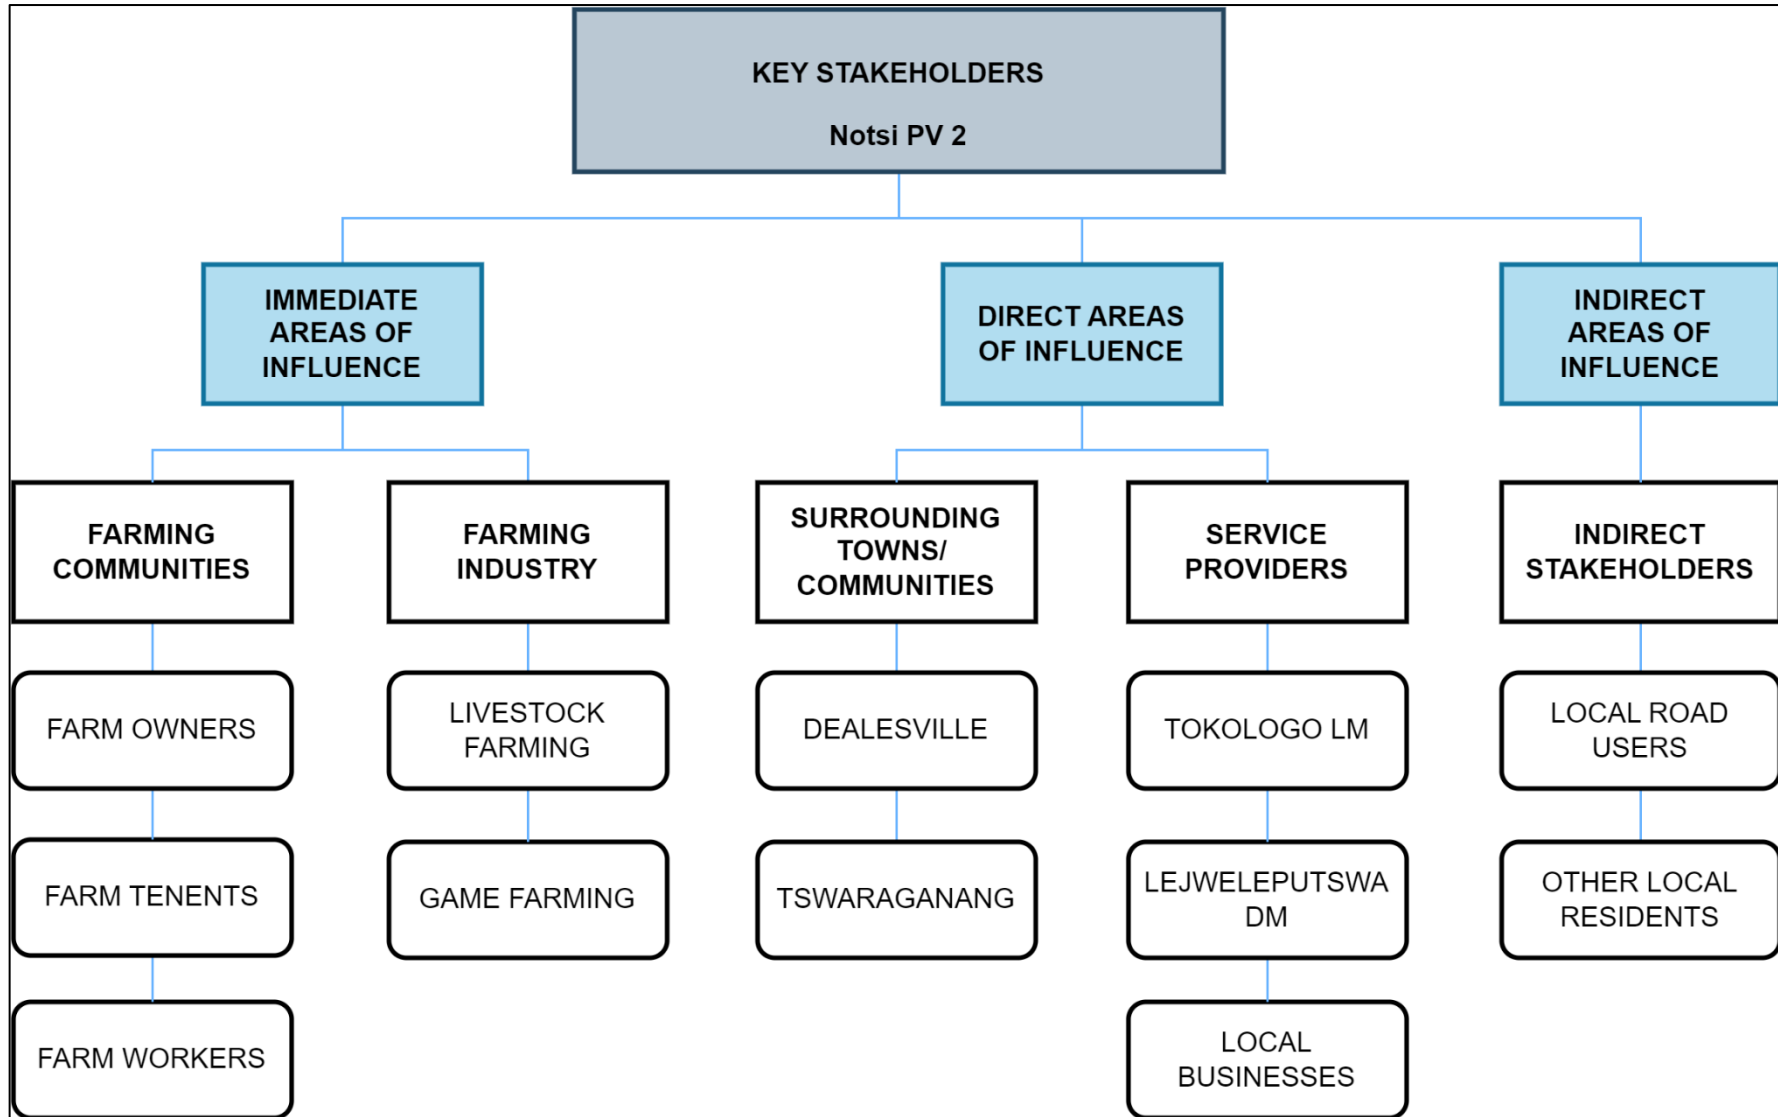 KEY STAKEHOLDERS
Notsi PV 2
IMMEDIATE
AREAS OF
INFLUENCE
DIRECT AREAS
OF INFLUENCE
INDIRECT
AREAS OF
INFLUENCE
FARMING
COMMUNITIES
FARMING
INDUSTRY
SURROUNDING
TOWNS/
COMMUNITIES
SERVICE
PROVIDERS
INDIRECT
STAKEHOLDERS
FARM OWNERS
LIVESTOCK
FARMING
DEALESVILLE
TOKOLOGO LM
LOCAL ROAD
USERS
FARM TENENTS
GAME FARMING
TSWARAGANANG
LEJWELEPUTSWA
DM
OTHER LOCAL
RESIDENTS
FARM WORKERS
LOCAL
BUSINESSES